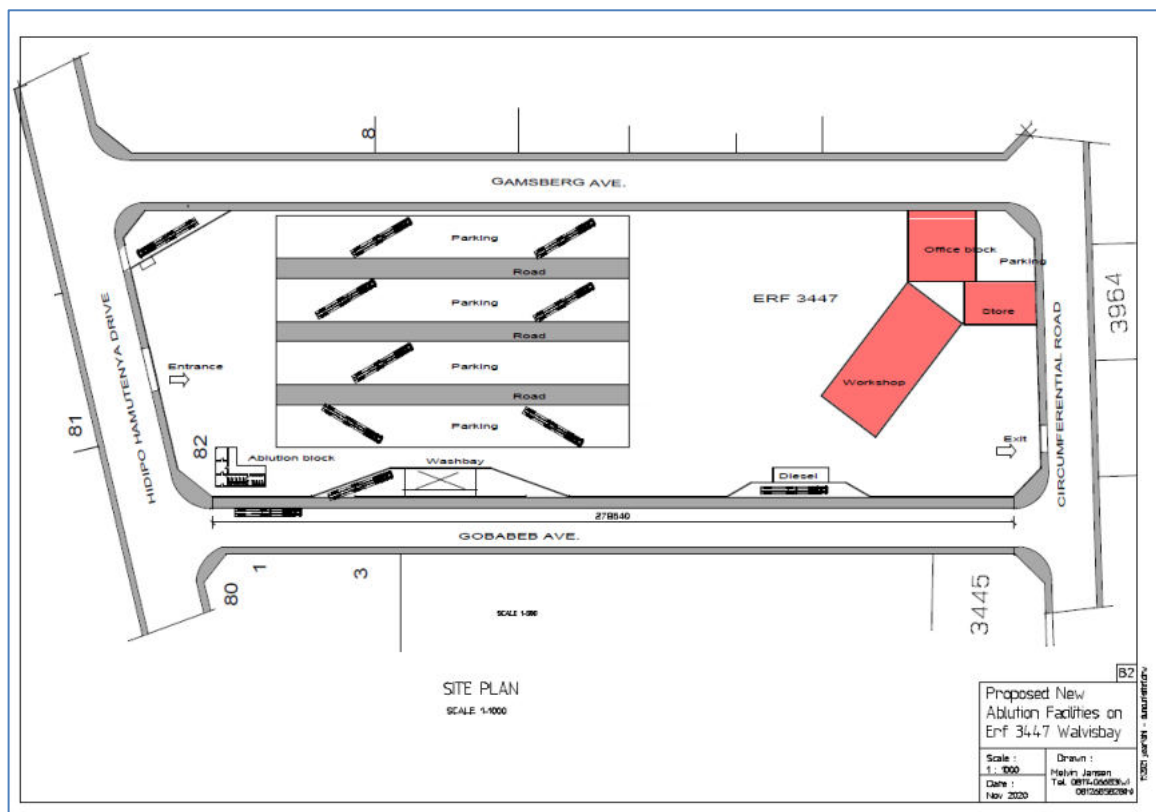 8
GAMSBERG AVE.
Parking
Office block
Parking
Road
Parking
ERF 3447
3964
Store
HIDIPO HAMUTENYA DRIVE
Road
Entrance
Parking
Workshop
CIRCUMFERENTIAL ROAD
Road
81
Parking
Exit
82
Ablution block
Washbay
Diesel
278640
GOBABEB AVE.
80
1
3
3445
SITE PLAN
SCALE 1-1000
B2
Proposed New
Ablution Facilities on
Erf 3447 Walvisbay
Scale :
1 : 1000
Date :
Nov 2020
Drawn :
Melvin Jansen